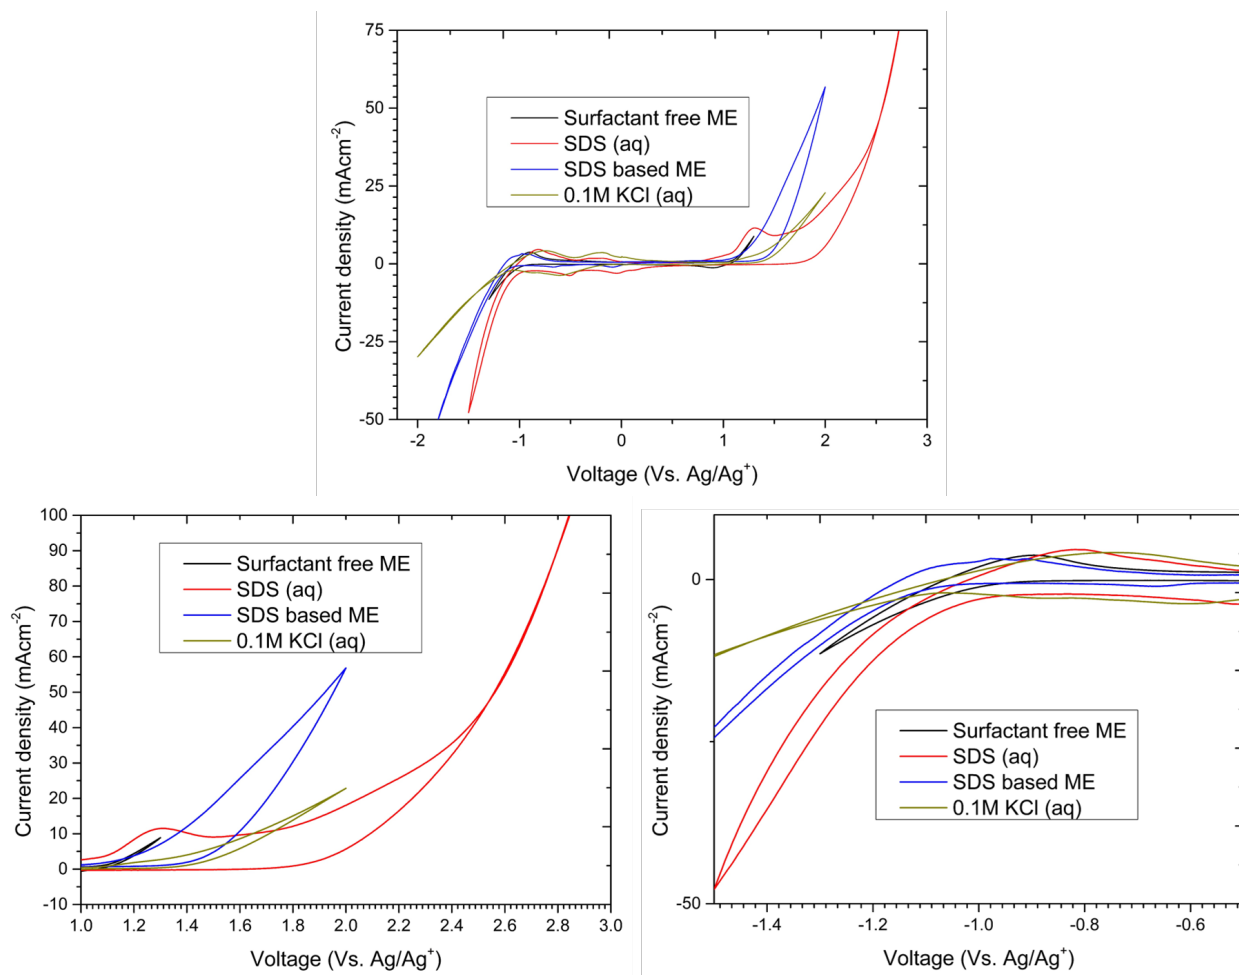 75
50
25
0
-25
-50
Current density (mAcm⁻²)
Surfactant free ME
SDS (aq)
SDS based ME
0.1M KCl (aq)
-2 -1 0 1 2 3
Voltage (Vs. Ag/Ag⁺)
100
90
80
70
60
50
40
30
20
10
0
-10
Current density (mAcm⁻²)
Surfactant free ME
SDS (aq)
SDS based ME
0.1M KCl (aq)
1.0 1.2 1.4 1.6 1.8 2.0 2.2 2.4 2.6 2.8 3.0
Voltage (Vs. Ag/Ag⁺)
0
-50
Current density (mAcm⁻²)
Surfactant free ME
SDS (aq)
SDS based ME
0.1M KCl (aq)
-1.4 -1.2 -1.0 -0.8 -0.6
Voltage (Vs. Ag/Ag⁺)